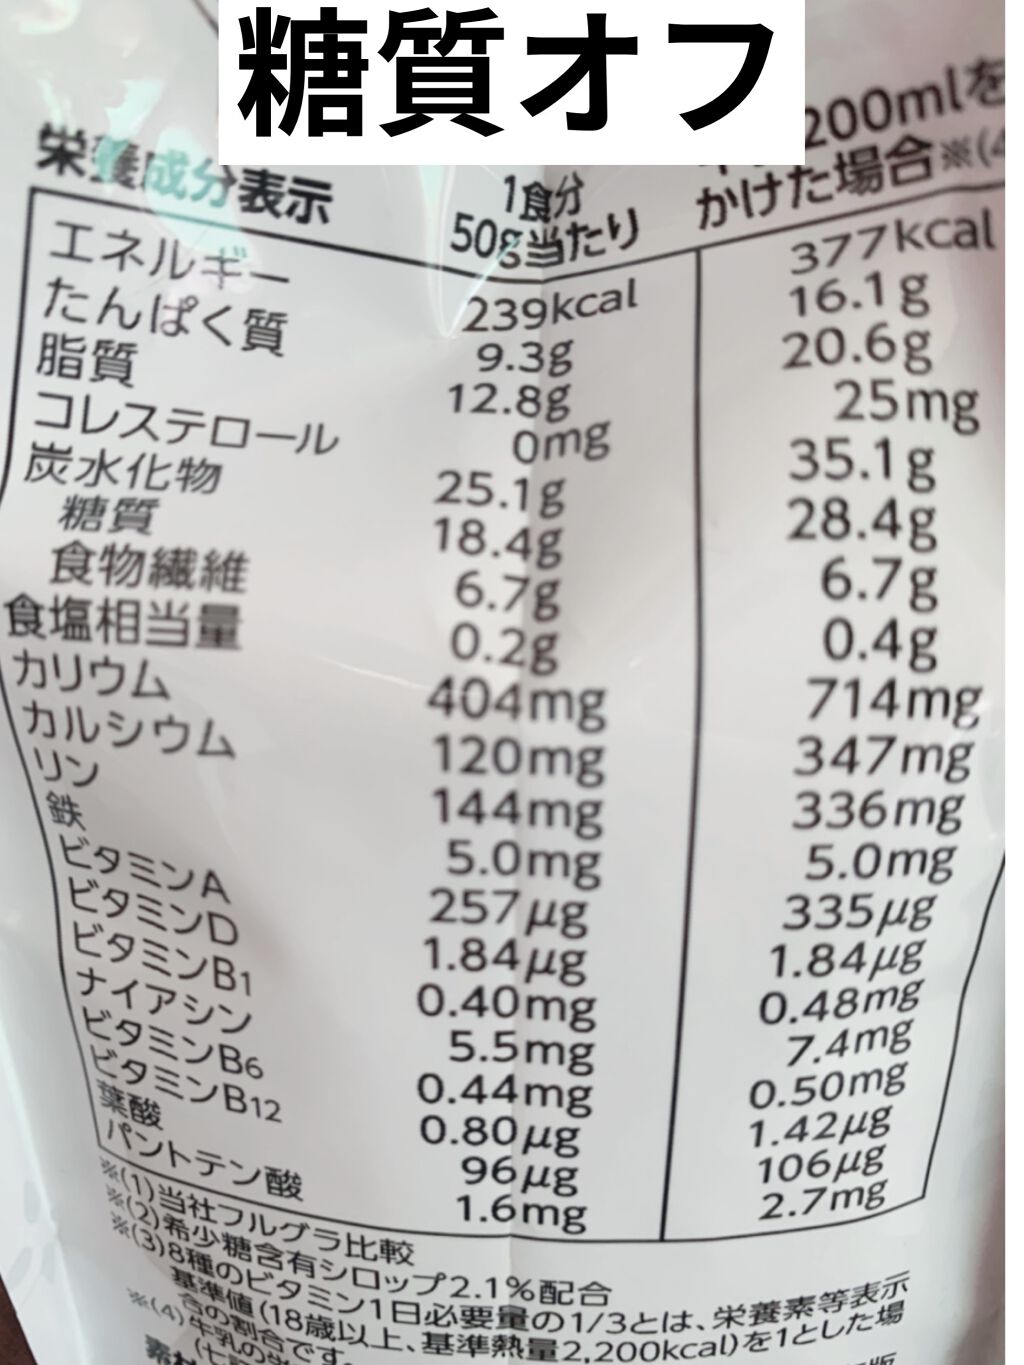 糖質オフ
栄養成分表示 1食分 50g当たり 200mlを かけた場合※(4
エネルギー 239kcal 377kcal
たんぱく質 9.3g 16.1g
脂質 12.8g 20.6g
コレステロール 0mg 25mg
炭水化物 25.1g 35.1g
糖質 18.4g 28.4g
食物繊維 6.7g 6.7g
食塩相当量 0.2g 0.4g
カリウム 404mg 714mg
カルシウム 120mg 347mg
リン 144mg 336mg
鉄 5.0mg 5.0mg
ビタミンA 257μg 335μg
ビタミンD 1.84μg 1.84μg
ビタミンB1 0.40mg 0.48mg
ナイアシン 5.5mg 7.4mg
ビタミンB6 0.44mg 0.50mg
ビタミンB12 0.80μg 1.42μg
葉酸 96μg 106μg
パントテン酸 1.6mg 2.7mg
※(1)当社フルグラ比較
※(2)希少糖含有シロップ2.1%配合
※(3)8種のビタミン1日必要量の1/3とは、栄養素等表示
基準値(18歳以上、基準熱量2,200kcal)を1とした場
合の割合です。
※(4)牛乳の